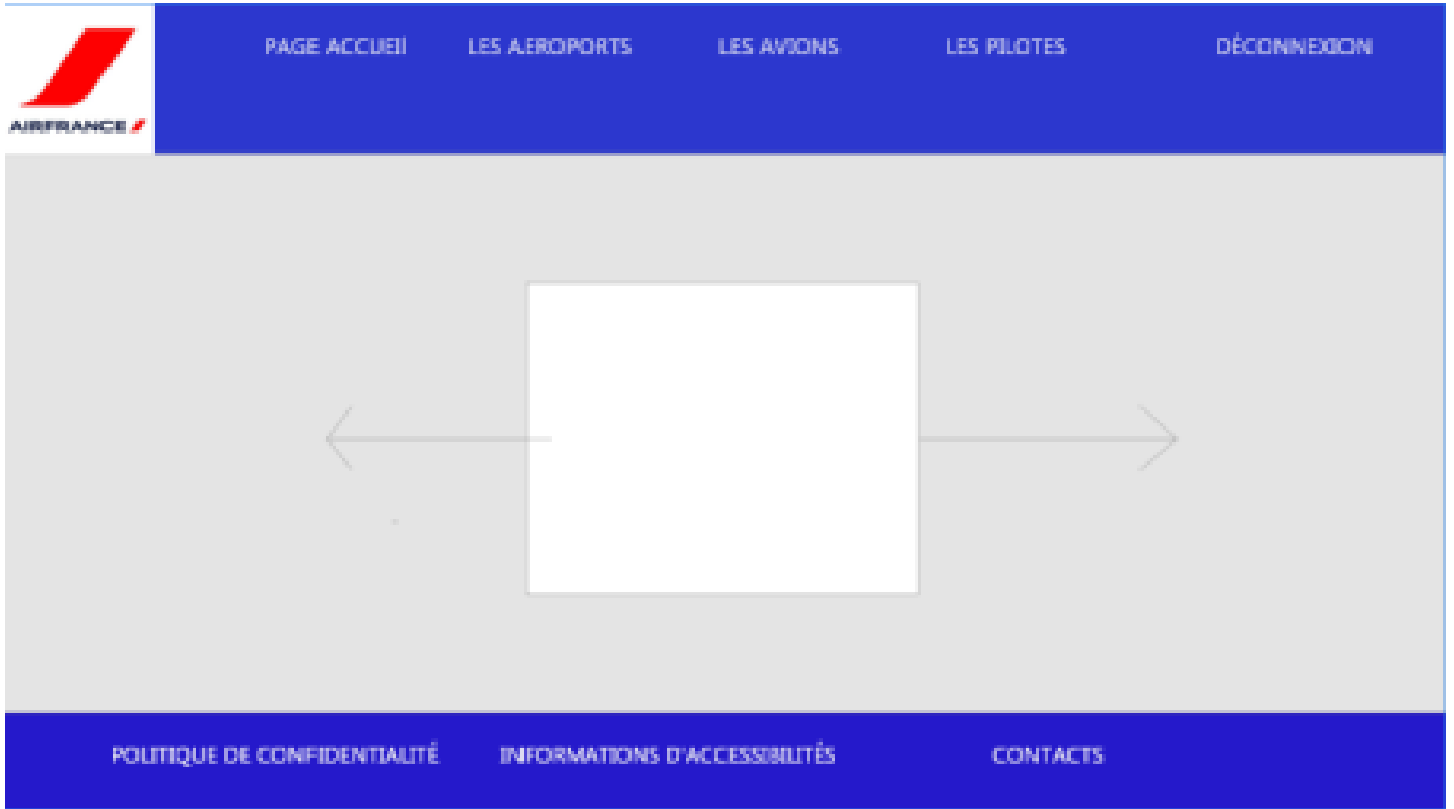 PAGE ACCUEIl LES AEROPORTS LES AVIONS LES PILOTES DÉCONNEXION
AIRFRANCE
POLITIQUE DE CONFIDENTIALITÉ INFORMATIONS D'ACCESSIBILITÉS CONTACTS